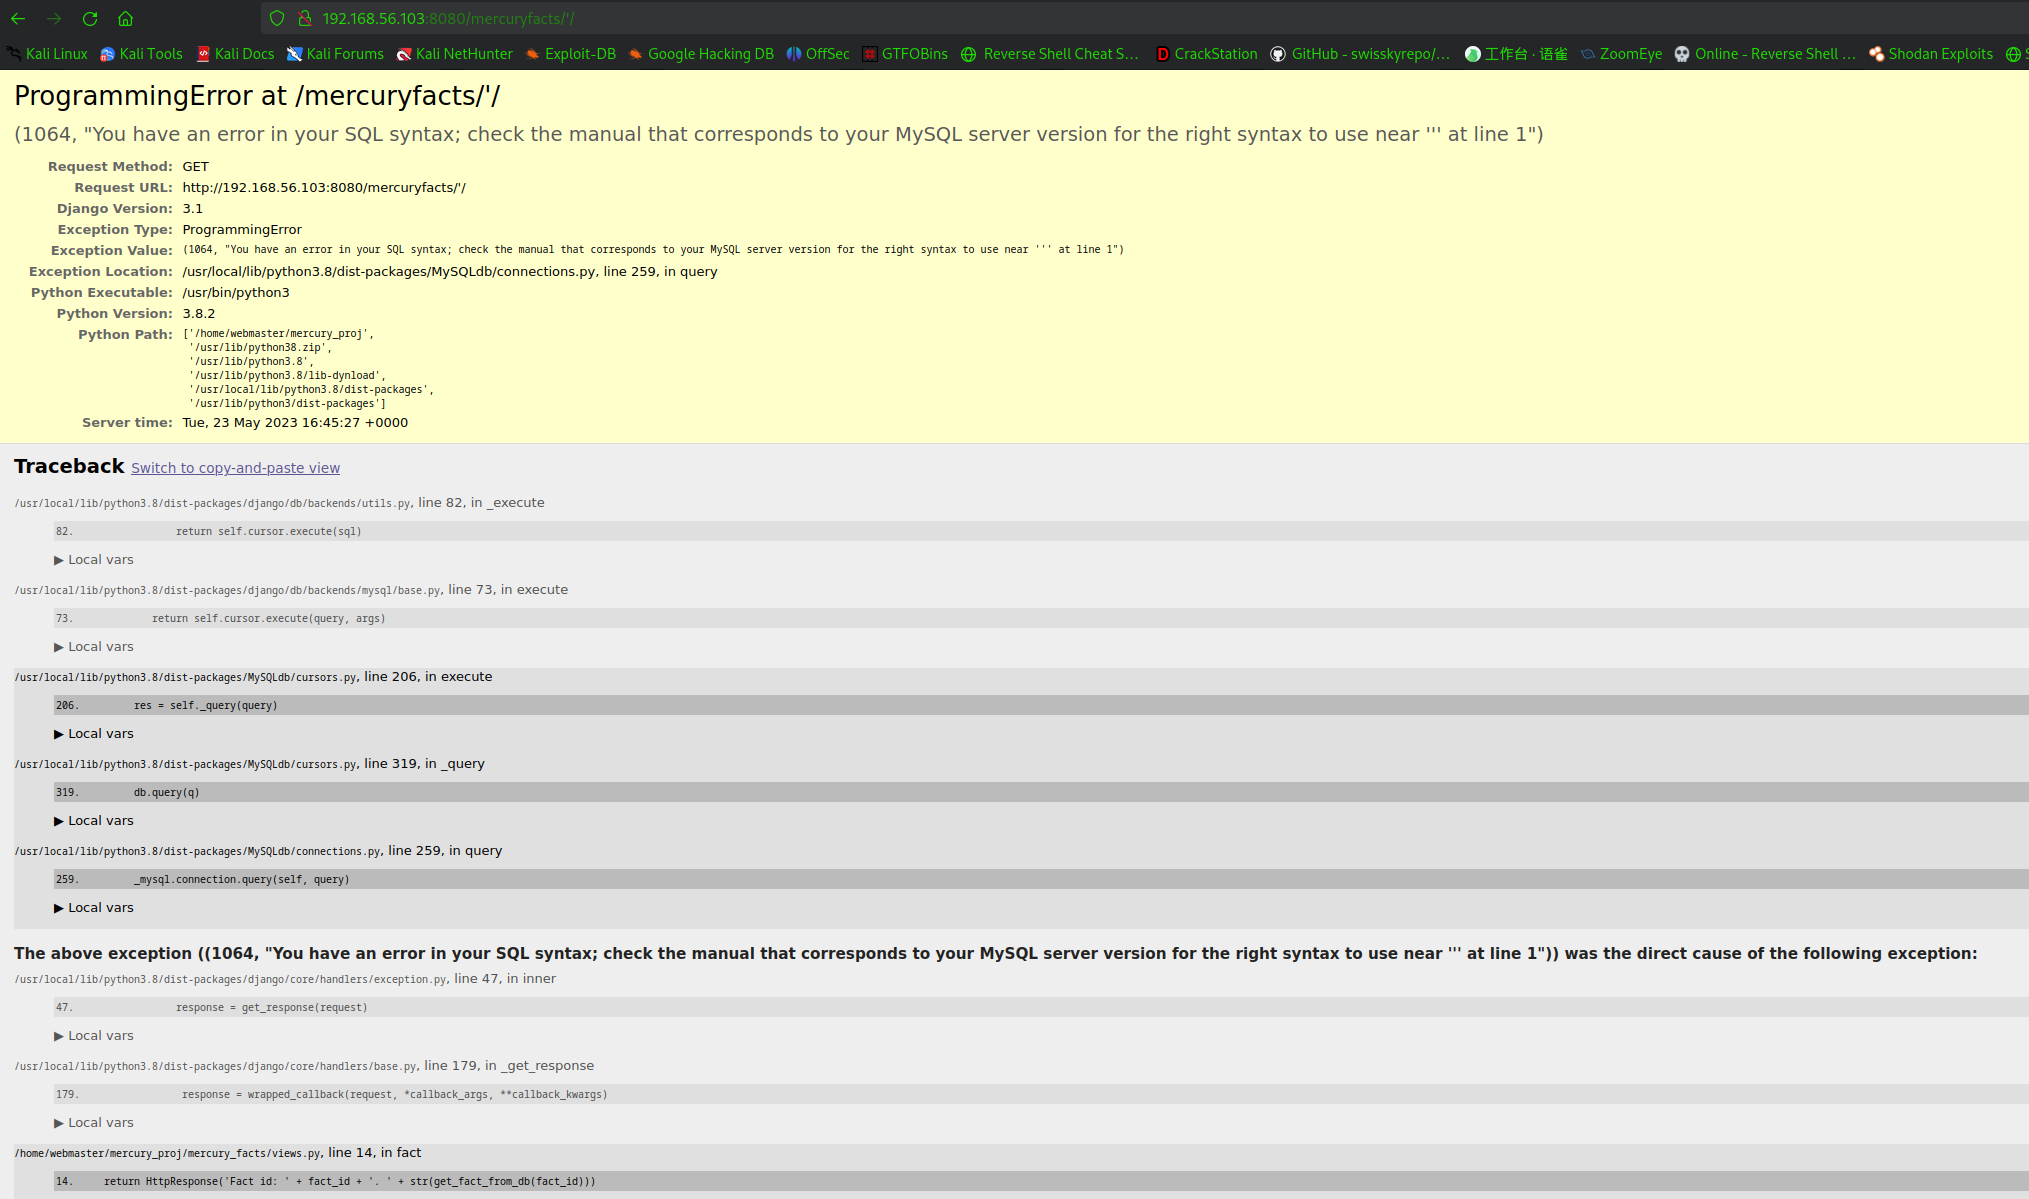 192.168.56.103:8080/mercuryfacts/'/
Kali Linux Kali Tools Kali Docs Kali Forums Kali NetHunter Exploit-DB Google Hacking DB OffSec GTFOBins Reverse Shell Cheat S… CrackStation GitHub - swisskyrepo/… 工作台 · 语雀 ZoomEye Online - Reverse Shell … Shodan Exploits S
ProgrammingError at /mercuryfacts/'/
(1064, "You have an error in your SQL syntax; check the manual that corresponds to your MySQL server version for the right syntax to use near ''' at line 1")
Request Method: GET
Request URL: http://192.168.56.103:8080/mercuryfacts/'/
Django Version: 3.1
Exception Type: ProgrammingError
Exception Value: (1064, "You have an error in your SQL syntax; check the manual that corresponds to your MySQL server version for the right syntax to use near ''' at line 1")
Exception Location: /usr/local/lib/python3.8/dist-packages/MySQLdb/connections.py, line 259, in query
Python Executable: /usr/bin/python3
Python Version: 3.8.2
Python Path: ['/home/webmaster/mercury_proj',
'/usr/lib/python38.zip',
'/usr/lib/python3.8',
'/usr/lib/python3.8/lib-dynload',
'/usr/local/lib/python3.8/dist-packages',
'/usr/lib/python3/dist-packages']
Server time: Tue, 23 May 2023 16:45:27 +0000
Traceback Switch to copy-and-paste view
/usr/local/lib/python3.8/dist-packages/django/db/backends/utils.py, line 82, in _execute
82. return self.cursor.execute(sql)
▶ Local vars
/usr/local/lib/python3.8/dist-packages/django/db/backends/mysql/base.py, line 73, in execute
73. return self.cursor.execute(query, args)
▶ Local vars
/usr/local/lib/python3.8/dist-packages/MySQLdb/cursors.py, line 206, in execute
206. res = self._query(query)
▶ Local vars
/usr/local/lib/python3.8/dist-packages/MySQLdb/cursors.py, line 319, in _query
319. db.query(q)
▶ Local vars
/usr/local/lib/python3.8/dist-packages/MySQLdb/connections.py, line 259, in query
259. _mysql.connection.query(self, query)
▶ Local vars
The above exception ((1064, "You have an error in your SQL syntax; check the manual that corresponds to your MySQL server version for the right syntax to use near ''' at line 1")) was the direct cause of the following exception:
/usr/local/lib/python3.8/dist-packages/django/core/handlers/exception.py, line 47, in inner
47. response = get_response(request)
▶ Local vars
/usr/local/lib/python3.8/dist-packages/django/core/handlers/base.py, line 179, in _get_response
179. response = wrapped_callback(request, *callback_args, **callback_kwargs)
▶ Local vars
/home/webmaster/mercury_proj/mercury_facts/views.py, line 14, in fact
14. return HttpResponse('Fact id: ' + fact_id + '. ' + str(get_fact_from_db(fact_id)))